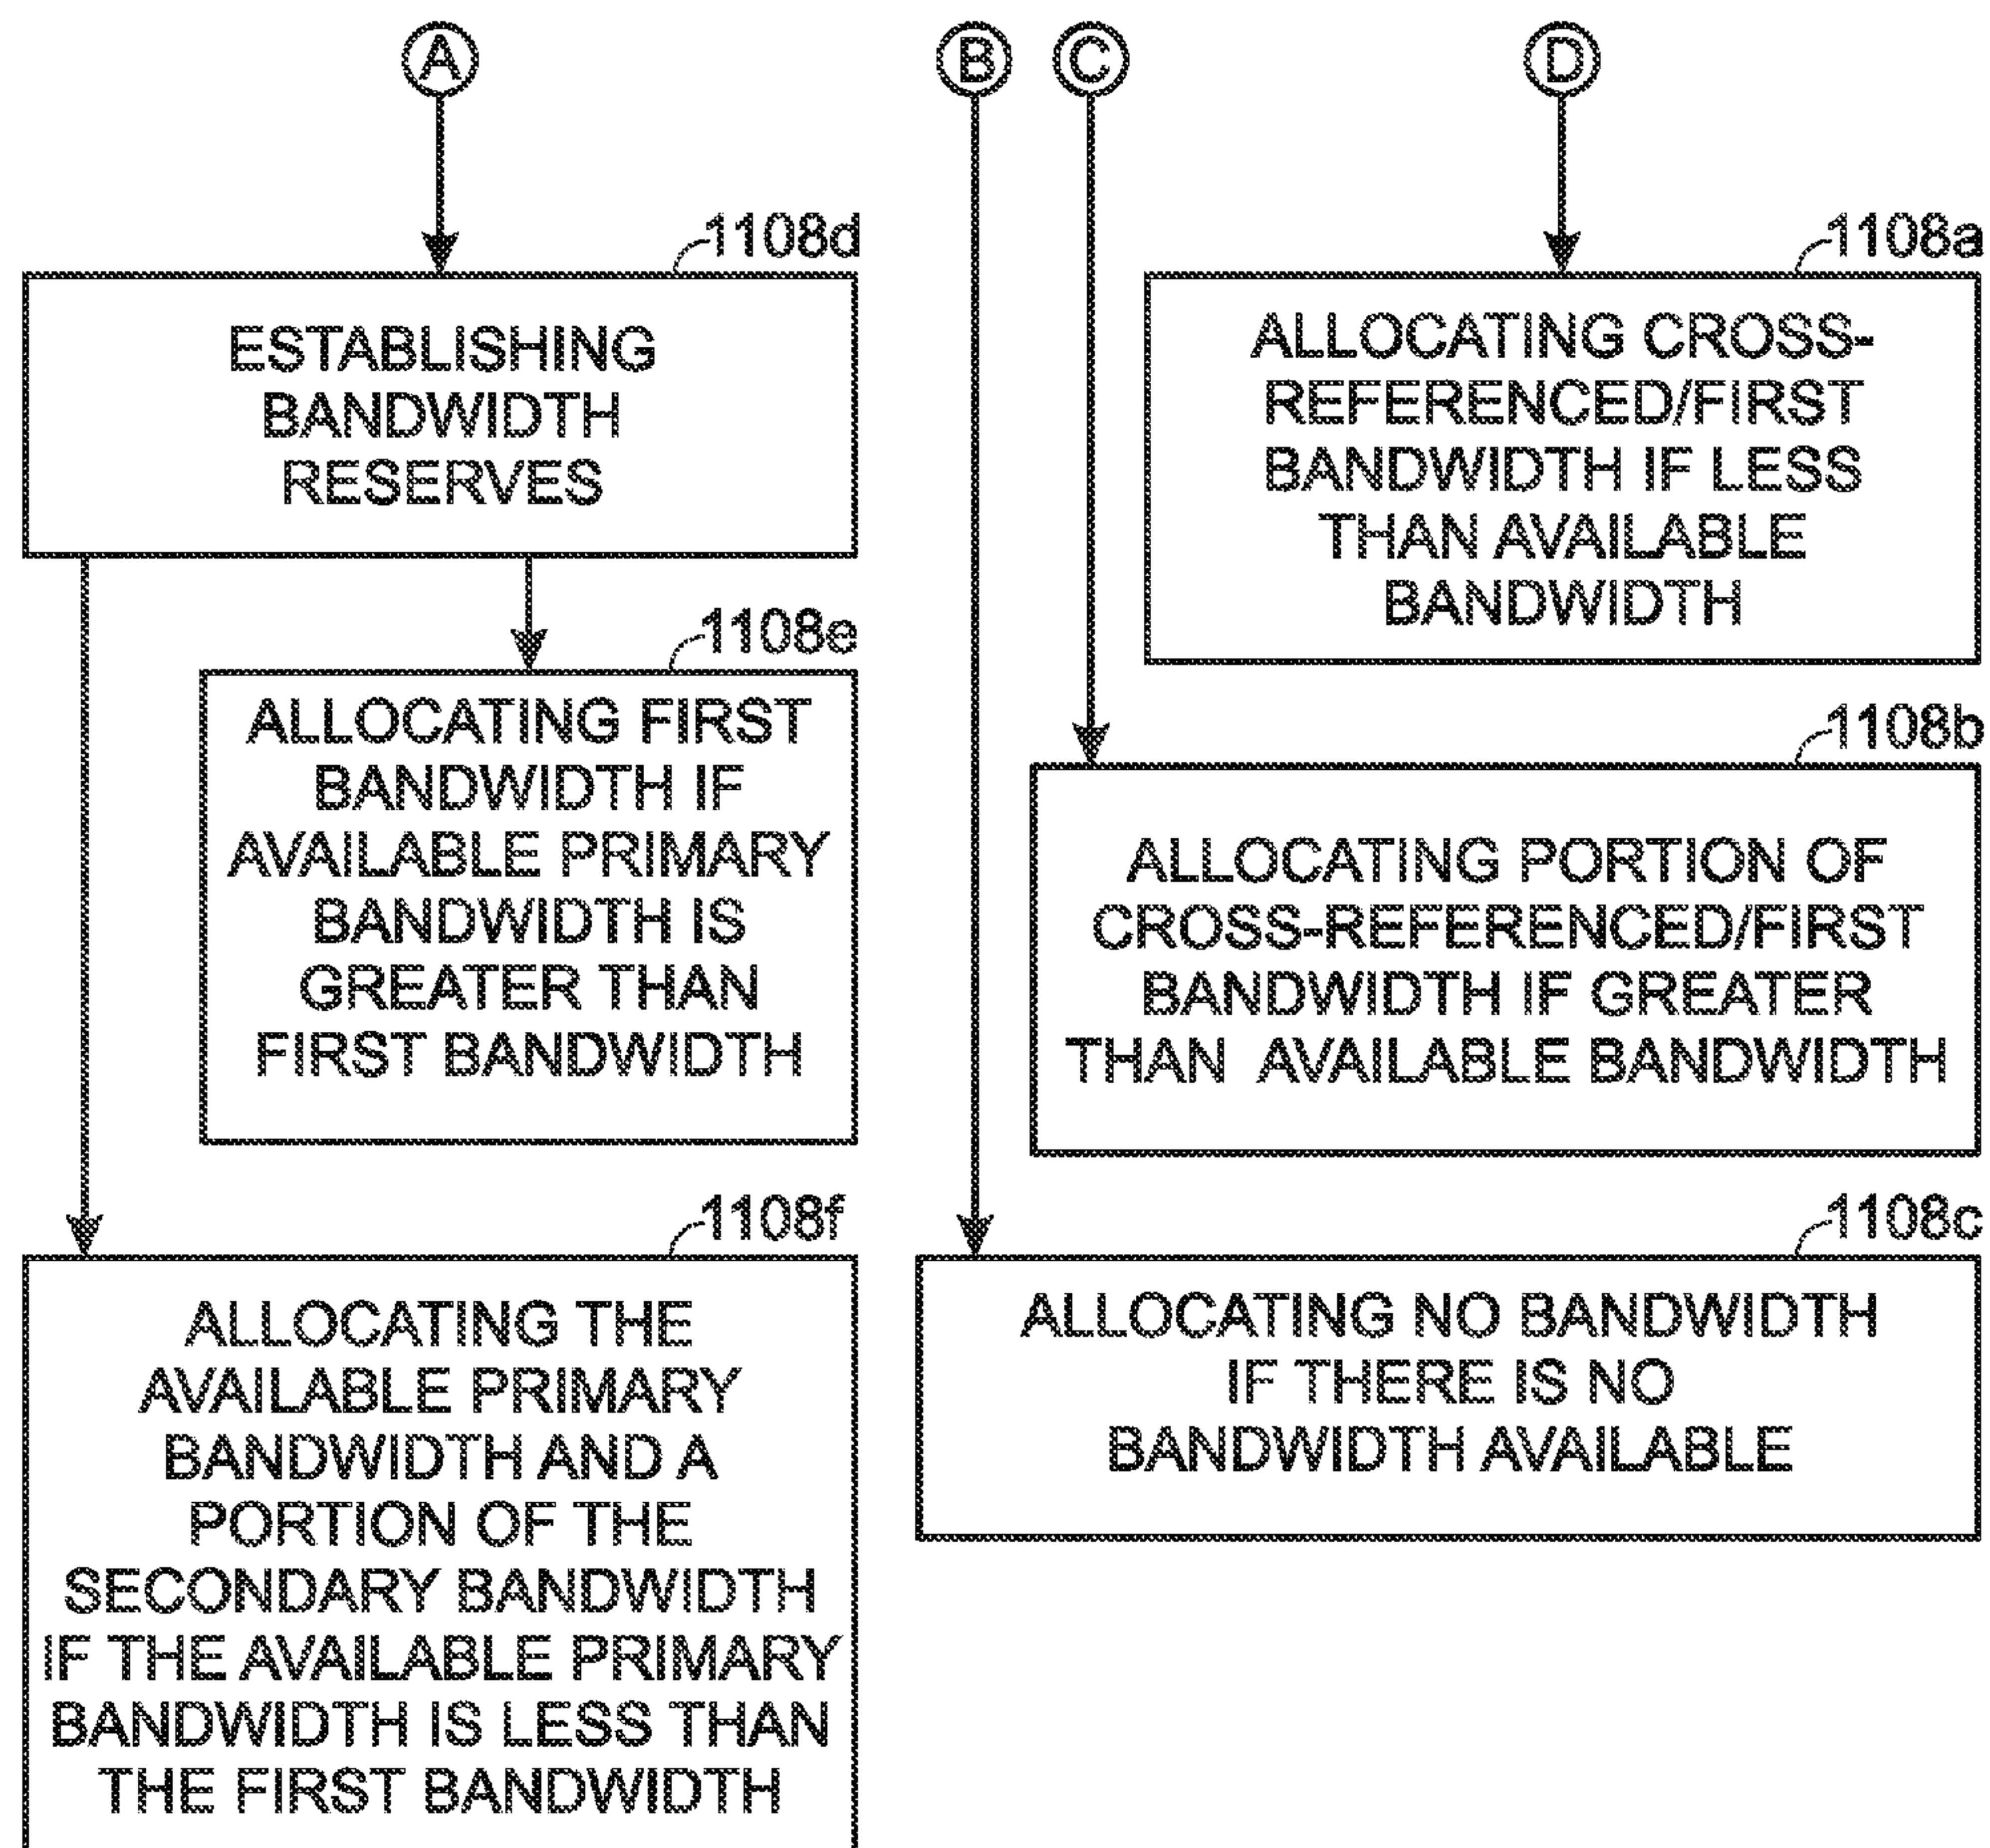 A
B
C
D
1108d
ESTABLISHING
BANDWIDTH
RESERVES
1108a
ALLOCATING CROSS-
REFERENCED/FIRST
BANDWIDTH IF LESS
THAN AVAILABLE
BANDWIDTH
1108e
ALLOCATING FIRST
BANDWIDTH IF
AVAILABLE PRIMARY
BANDWIDTH IS
GREATER THAN
FIRST BANDWIDTH
1108b
ALLOCATING PORTION OF
CROSS-REFERENCED/FIRST
BANDWIDTH IF GREATER
THAN AVAILABLE BANDWIDTH
1108f
ALLOCATING THE
AVAILABLE PRIMARY
BANDWIDTH AND A
PORTION OF THE
SECONDARY BANDWIDTH
IF THE AVAILABLE PRIMARY
BANDWIDTH IS LESS THAN
THE FIRST BANDWIDTH
1108c
ALLOCATING NO BANDWIDTH
IF THERE IS NO
BANDWIDTH AVAILABLE